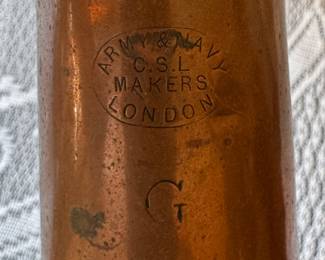 ARMY & NAVY
C.S.L
MAKERS
LONDON
G